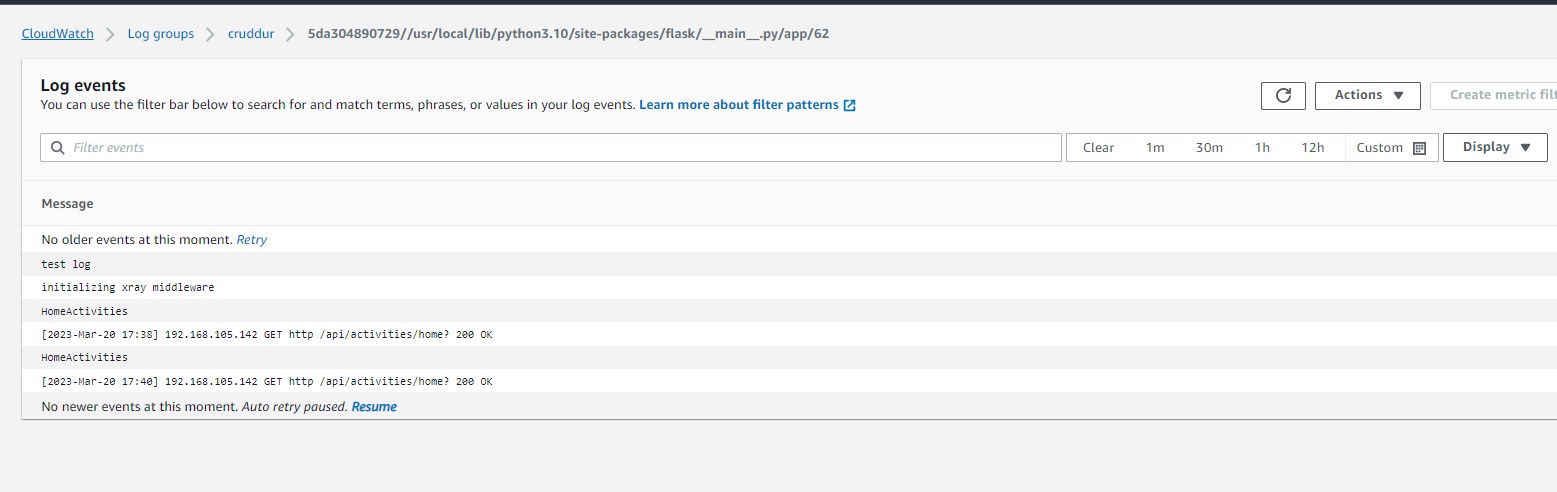 CloudWatch > Log groups > cruddur > 5da304890729//usr/local/lib/python3.10/site-packages/flask/__main__.py/app/62
Log events
You can use the filter bar below to search for and match terms, phrases, or values in your log events. Learn more about filter patterns
Actions
Create metric filt
Filter events
Clear 1m 30m 1h 12h Custom Display
Message
No older events at this moment. Retry
test log
initializing xray middleware
HomeActivities
[2023-Mar-20 17:38] 192.168.105.142 GET http /api/activities/home? 200 OK
HomeActivities
[2023-Mar-20 17:40] 192.168.105.142 GET http /api/activities/home? 200 OK
No newer events at this moment. Auto retry paused. Resume